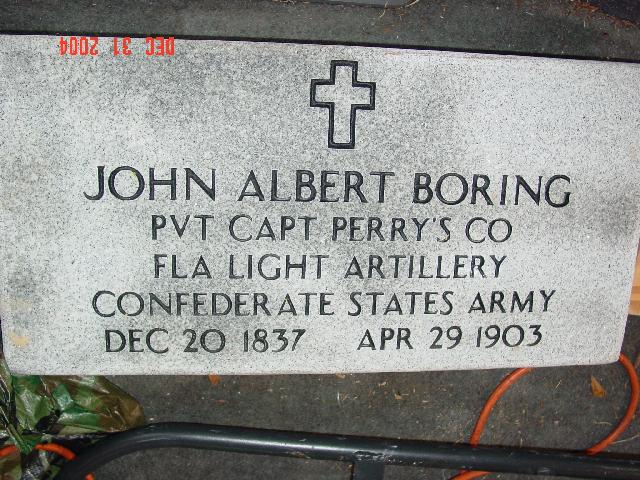 DEC 31 2004
JOHN ALBERT BORING
PVT CAPT PERRY'S CO
FLA LIGHT ARTILLERY
CONFEDERATE STATES ARMY
DEC 20 1837 APR 29 1903